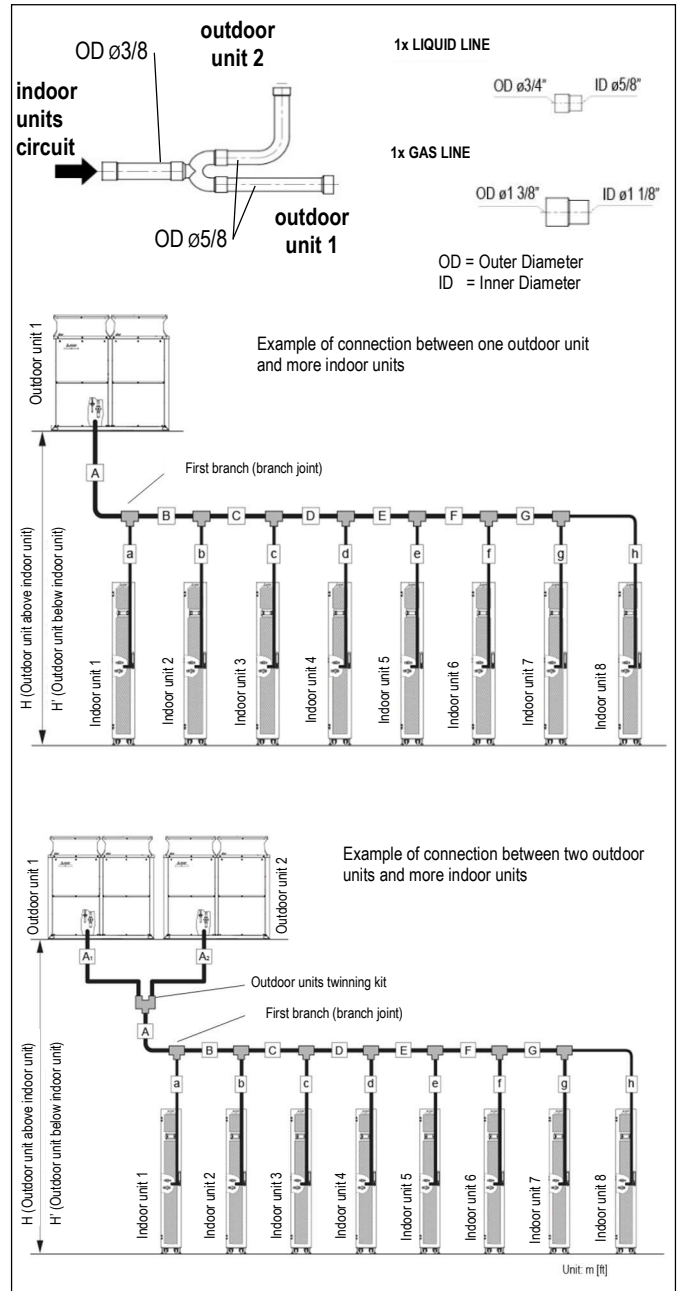 OD ø3/8
outdoor
unit 2
indoor
units
circuit
OD ø5/8
outdoor
unit 1
1x LIQUID LINE
OD ø3/4" ID ø5/8"
1x GAS LINE
OD ø1 3/8" ID ø1 1/8"
OD = Outer Diameter
ID = Inner Diameter
Outdoor unit 1
Example of connection between one outdoor unit
and more indoor units
A
First branch (branch joint)
B C D E F G
a b c d e f g h
H (Outdoor unit above indoor unit)
H' (Outdoor unit below indoor unit)
Indoor unit 1
Indoor unit 2
Indoor unit 3
Indoor unit 4
Indoor unit 5
Indoor unit 6
Indoor unit 7
Indoor unit 8
Outdoor unit 1
Outdoor unit 2
Example of connection between two outdoor
units and more indoor units
A1 A2
Outdoor units twinning kit
First branch (branch joint)
A
B C D E F G
a b c d e f g h
H (Outdoor unit above indoor unit)
H' (Outdoor unit below indoor unit)
Indoor unit 1
Indoor unit 2
Indoor unit 3
Indoor unit 4
Indoor unit 5
Indoor unit 6
Indoor unit 7
Indoor unit 8
Unit: m [ft]